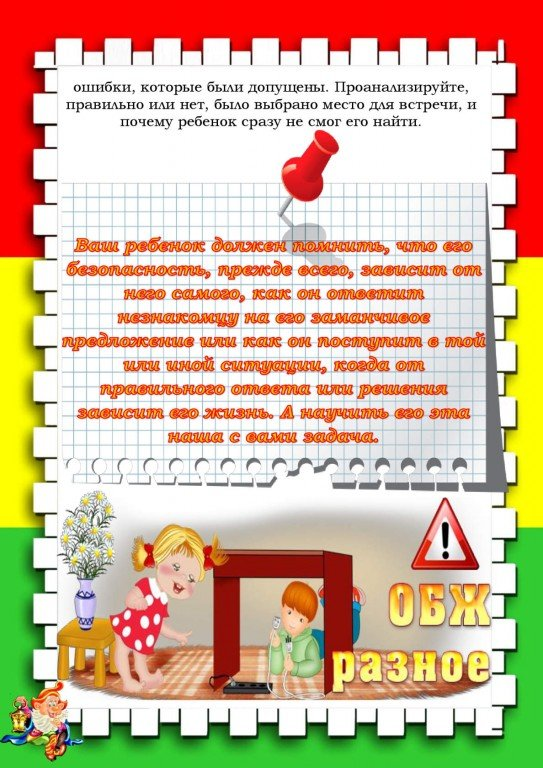 ошибки, которые были допущены. Проанализируйте,
правильно или нет, было выбрано место для встречи, и
почему ребенок сразу не смог его найти.
Ваш ребенок должен помнить, что его
безопасность, прежде всего, зависит от
него самого, как он ответит
незнакомцу на его заманчивое
предложение или как он поступит в той
или иной ситуации, когда от
правильного ответа или решения
зависит его жизнь. А научить его эта
наша с вами задача.
!
ОБЖ
разное